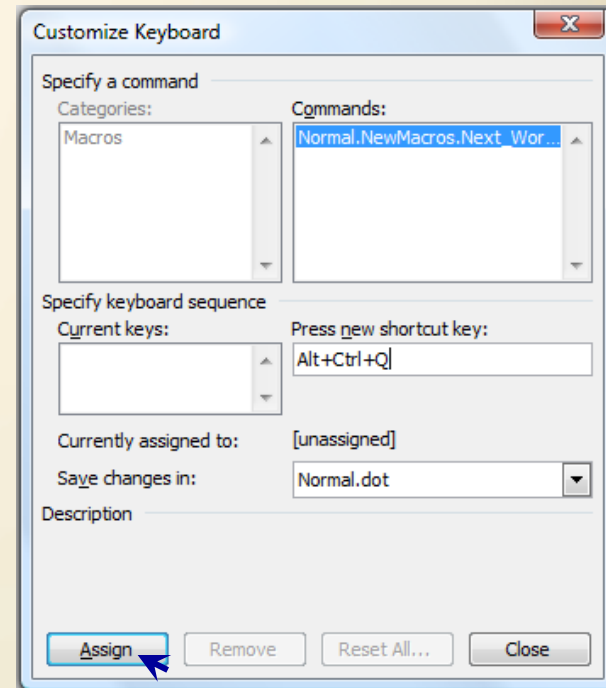 Customize Keyboard
Specify a command
Categories: Commands:
Macros Normal.NewMacros.Next_Wor...
Specify keyboard sequence
Current keys: Press new shortcut key:
Alt+Ctrl+Q
Currently assigned to: [unassigned]
Save changes in: Normal.dot
Description
Assign Remove Reset All... Close